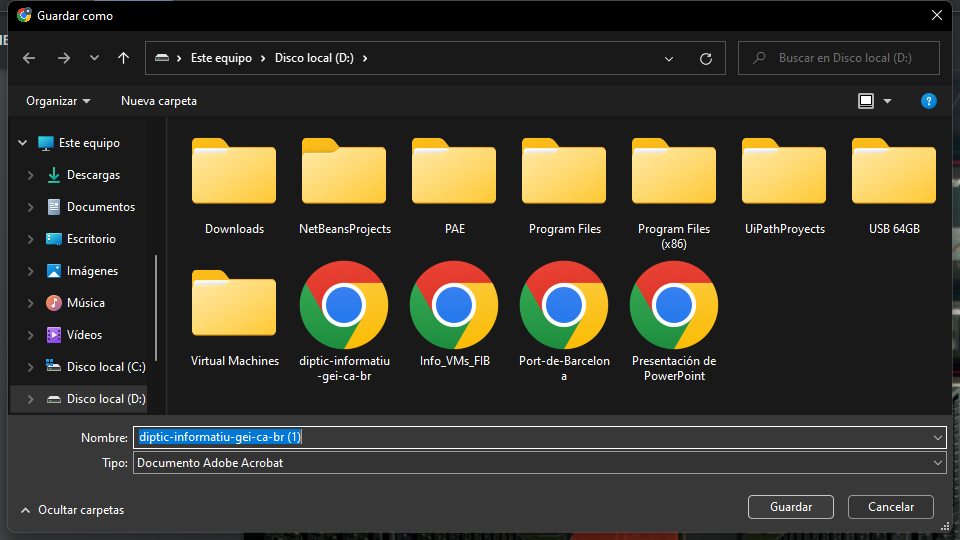 Guardar como
Este equipo
Disco local (D:)
Buscar en Disco local (D:)
Organizar
Nueva carpeta
?
Este equipo
Descargas
Documentos
Escritorio
Imágenes
Música
Vídeos
Disco local (C:)
Disco local (D:)
Downloads
NetBeansProjects
PAE
Program Files
Program Files
(x86)
UiPathProyects
USB 64GB
Virtual Machines
diptic-informatiu
-gei-ca-br
Info_VMs_FIB
Port-de-Barcelon
a
Presentación de
PowerPoint
Nombre:
diptic-informatiu-gei-ca-br (1)
Tipo:
Documento Adobe Acrobat
Ocultar carpetas
Guardar
Cancelar